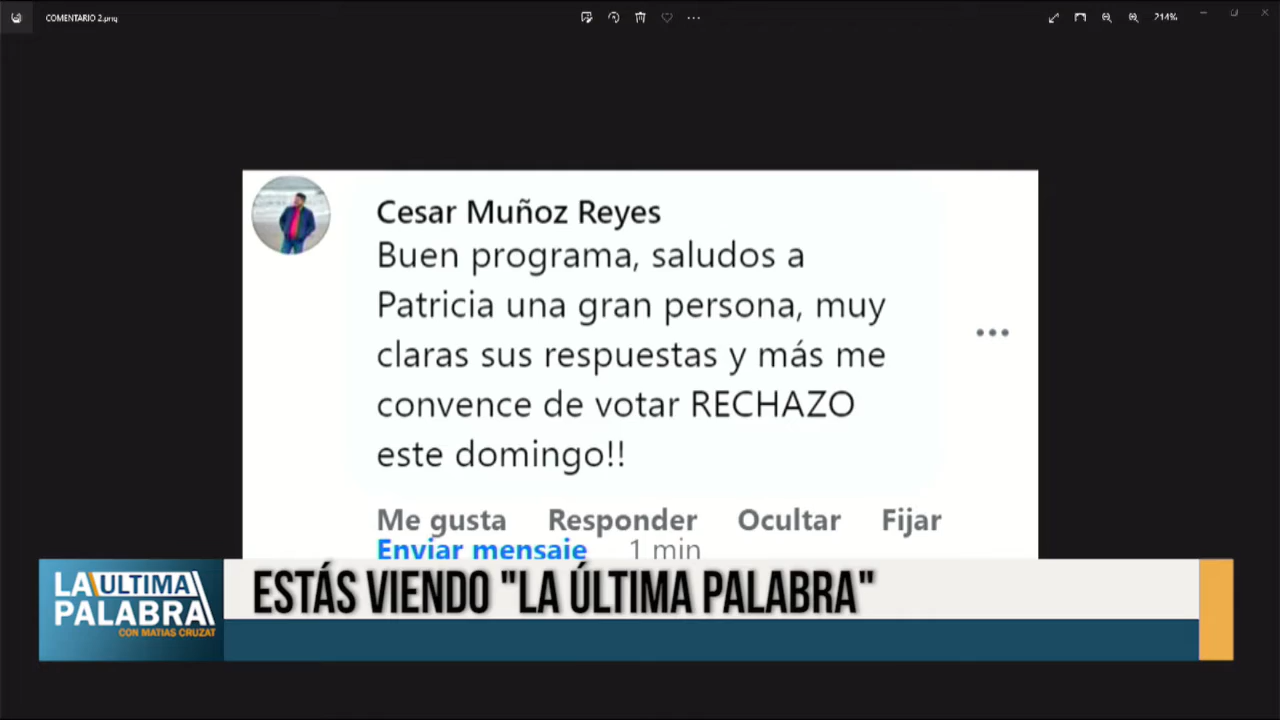 COMENTARIO 2.png
214%
Cesar Muñoz Reyes
Buen programa, saludos a
Patricia una gran persona, muy
claras sus respuestas y más me
convence de votar RECHAZO
este domingo!!
Me gusta Responder Ocultar Fijar
Enviar mensaje 1 min
LA ULTIMA
PALABRA
CON MATIAS CRUZAT
ESTÁS VIENDO "LA ÚLTIMA PALABRA"